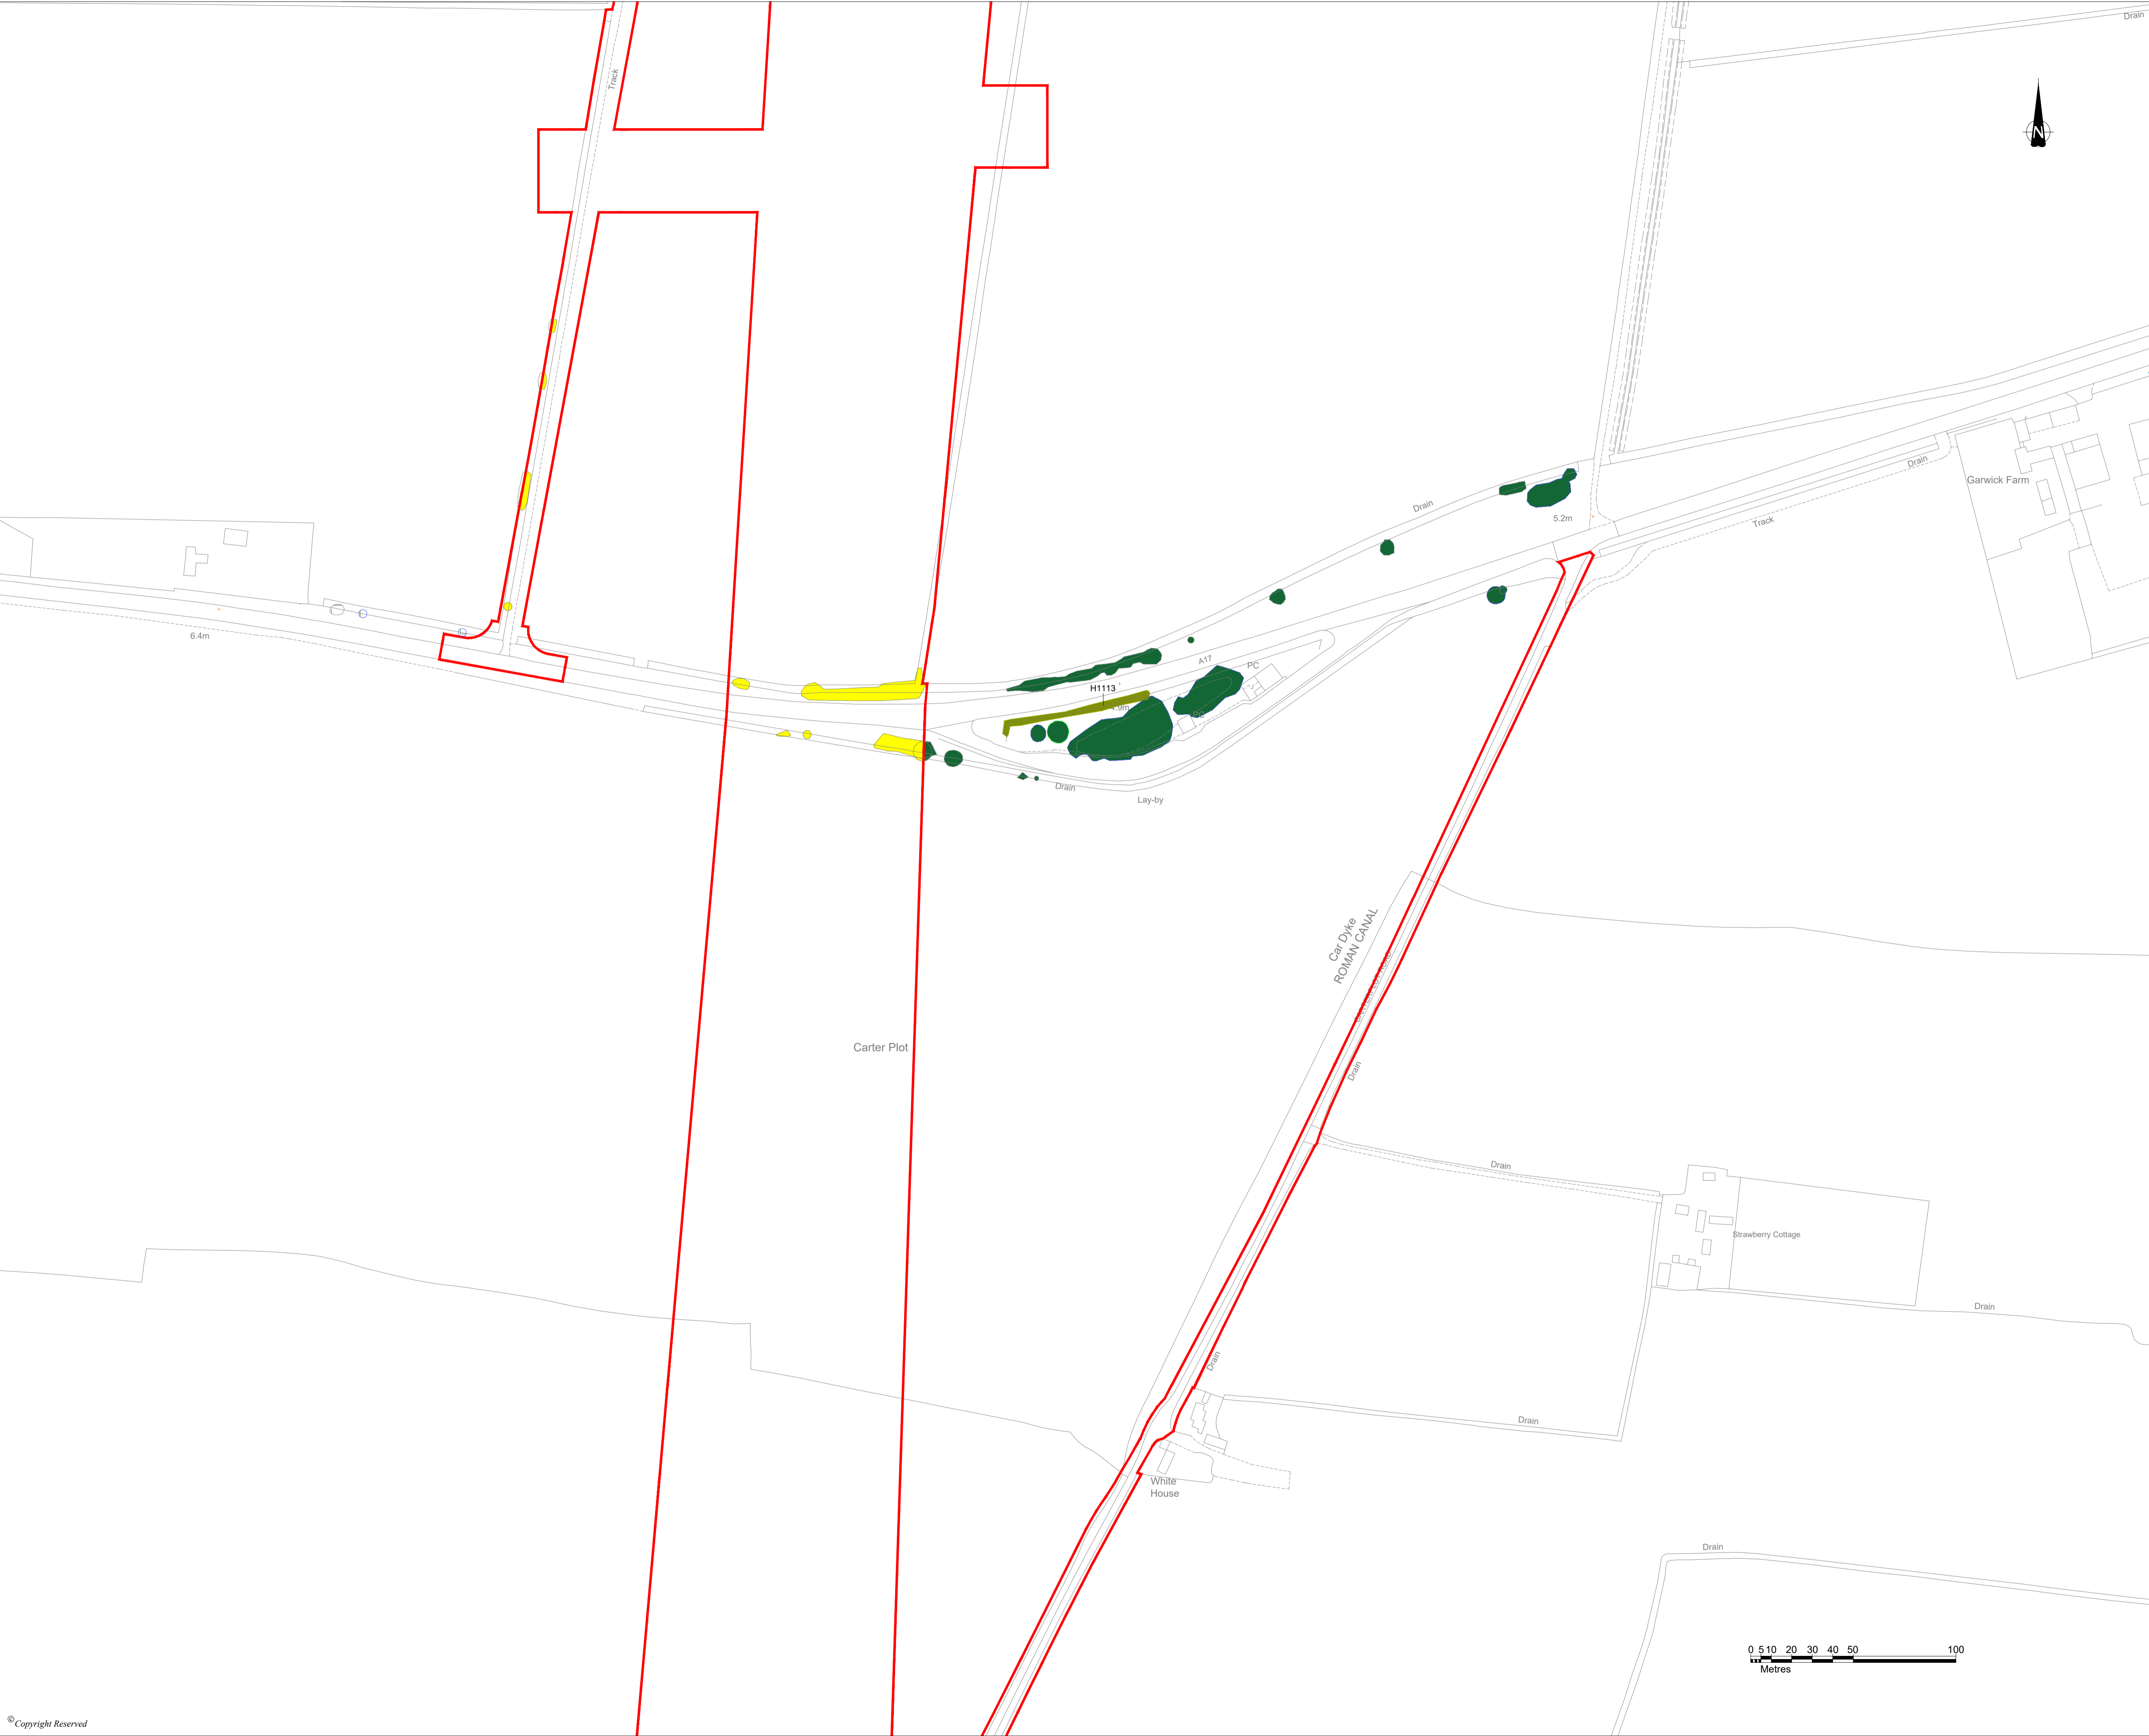 Drain
Track
N
Drain
Garwick Farm
Drain
5.2m
Track
6.4m
A17
PC
H1113
Drain
Lay-by
Car Dyke
ROMAN CANAL
Carter Plot
Drain
Drain
Strawberry Cottage
Drain
Drain
Drain
White
House
Drain
0 5 10 20 30 40 50 100
Metres
© Copyright Reserved